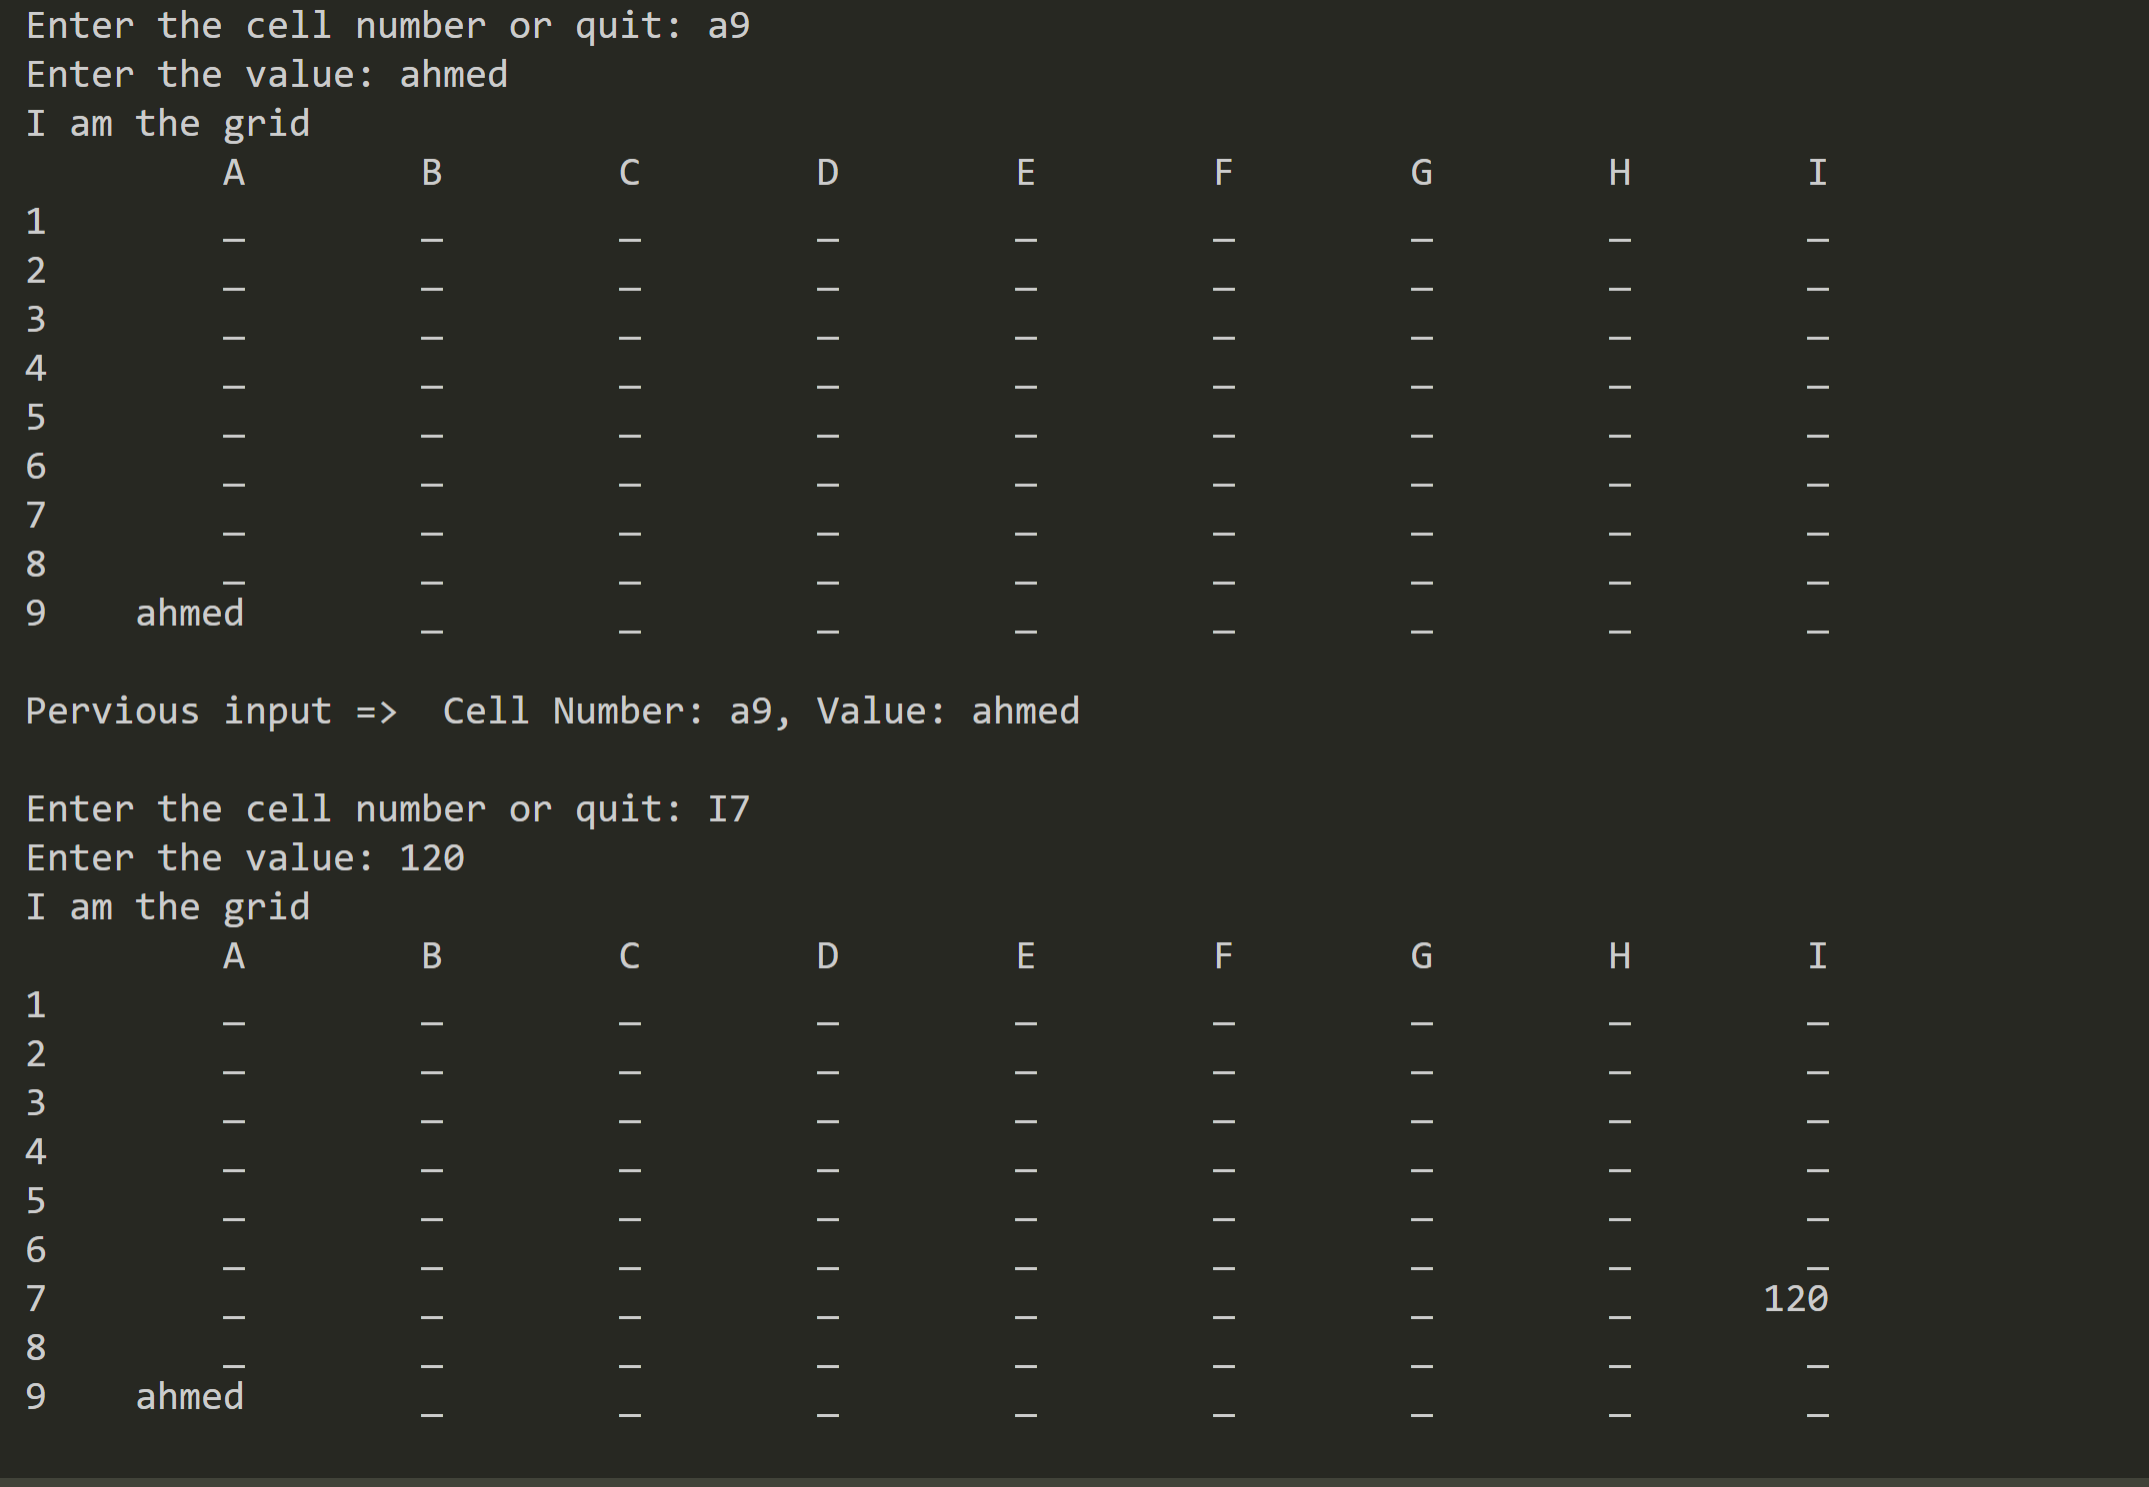 Enter the cell number or quit: a9
Enter the value: ahmed
I am the grid
A B C D E F G H I
1 _ _ _ _ _ _ _ _ _
2 _ _ _ _ _ _ _ _ _
3 _ _ _ _ _ _ _ _ _
4 _ _ _ _ _ _ _ _ _
5 _ _ _ _ _ _ _ _ _
6 _ _ _ _ _ _ _ _ _
7 _ _ _ _ _ _ _ _ _
8 _ _ _ _ _ _ _ _ _
9 ahmed _ _ _ _ _ _ _ _
Pervious input => Cell Number: a9, Value: ahmed
Enter the cell number or quit: I7
Enter the value: 120
I am the grid
A B C D E F G H I
1 _ _ _ _ _ _ _ _ _
2 _ _ _ _ _ _ _ _ _
3 _ _ _ _ _ _ _ _ _
4 _ _ _ _ _ _ _ _ _
5 _ _ _ _ _ _ _ _ _
6 _ _ _ _ _ _ _ _ _
7 _ _ _ _ _ _ _ _ 120
8 _ _ _ _ _ _ _ _ _
9 ahmed _ _ _ _ _ _ _ _